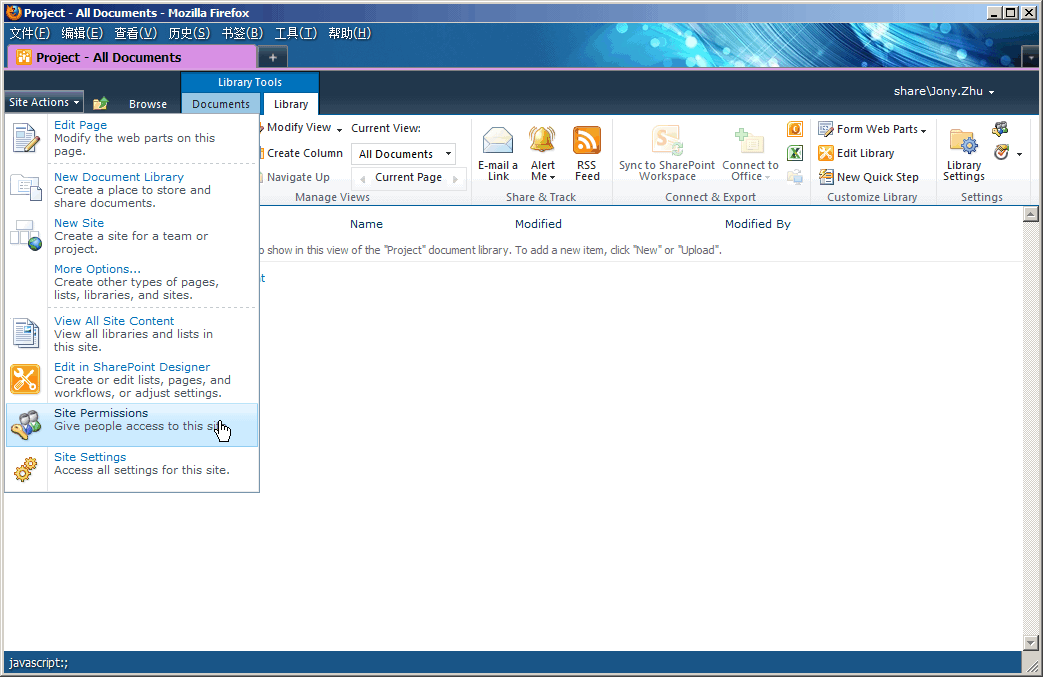 Project - All Documents - Mozilla Firefox
文件(F) 编辑(E) 查看(V) 历史(S) 书签(B) 工具(T) 帮助(H)
Project - All Documents
+
Library Tools
Site Actions Browse Documents Library
share\Jony.Zhu
Edit Page
Modify the web parts on this
page.
New Document Library
Create a place to store and
share documents.
New Site
Create a site for a team or
project.
More Options...
Create other types of pages,
lists, libraries, and sites.
View All Site Content
View all libraries and lists in
this site.
Edit in SharePoint Designer
Create or edit lists, pages, and
workflows, or adjust settings.
Site Permissions
Give people access to this
Site Settings
Access all settings for this site.
Modify View
Create Column
Navigate Up
Current View:
All Documents
Current Page
Manage Views
E-mail a
Link
Alert
Me
RSS
Feed
Share & Track
Sync to SharePoint
Workspace
Connect to
Office
Connect & Export
Form Web Parts
Edit Library
New Quick Step
Customize Library
Library
Settings
Settings
Name Modified Modified By
to show in this view of the "Project" document library. To add a new item, click "New" or "Upload".
javascript:;